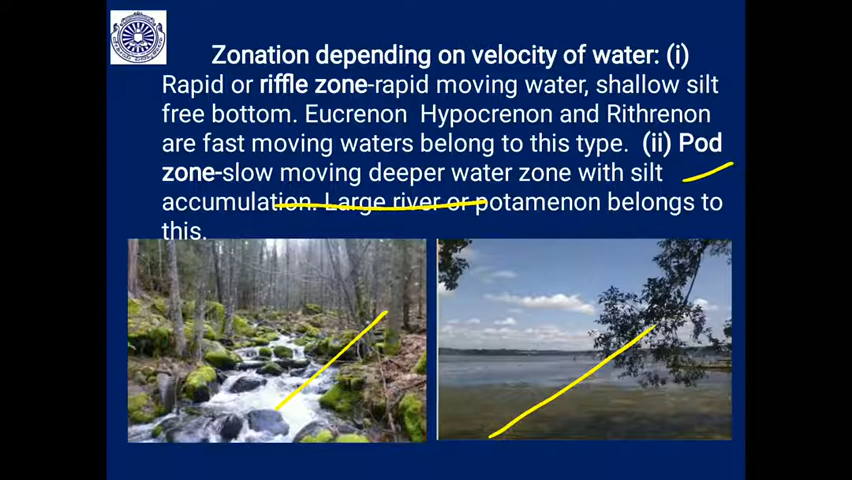 Zonation depending on velocity of water: (i)
Rapid or riffle zone-rapid moving water, shallow silt
free bottom. Eucrenon Hypocrenon and Rithrenon
are fast moving waters belong to this type. (ii) Pod
zone-slow moving deeper water zone with silt
accumulation. Large river or potamenon belongs to
this.